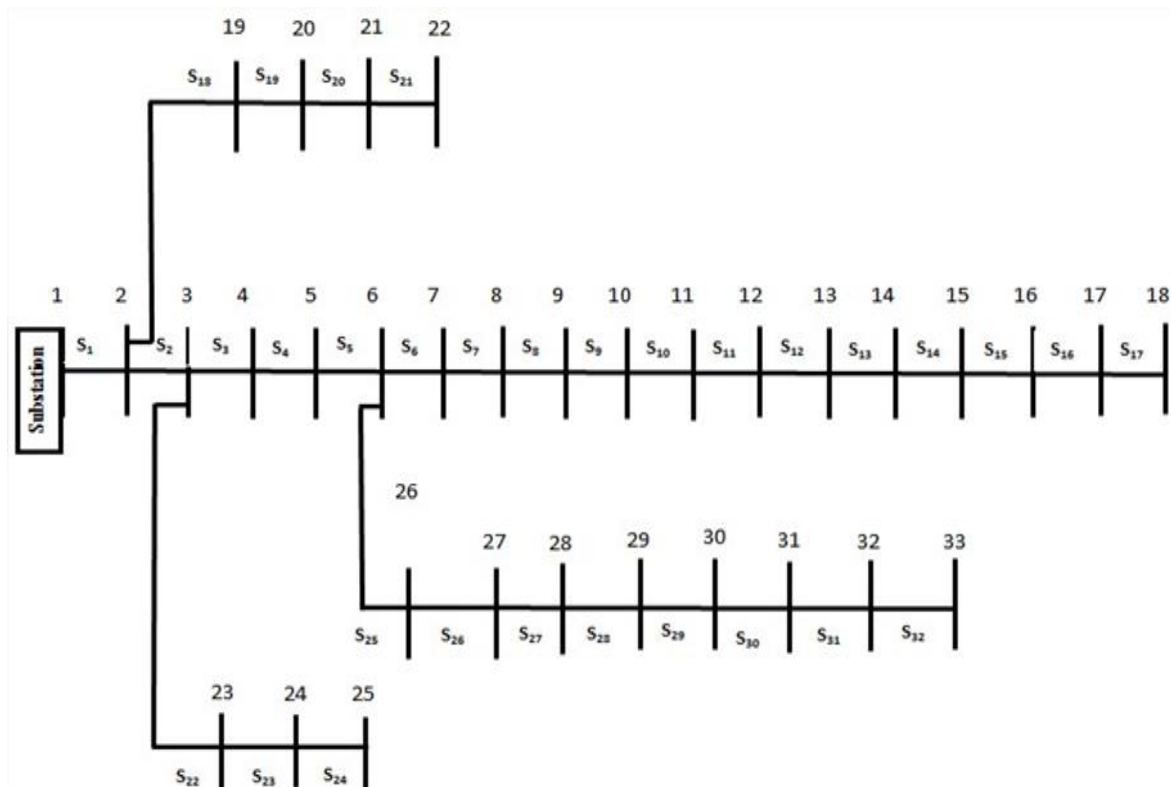 19 20 21 22
S₁₈ S₁₉ S₂₀ S₂₁
1 2 3 4 5 6 7 8 9 10 11 12 13 14 15 16 17 18
S₁ S₂ S₃ S₄ S₅ S₆ S₇ S₈ S₉ S₁₀ S₁₁ S₁₂ S₁₃ S₁₄ S₁₅ S₁₆ S₁₇
Substation
26
27 28 29 30 31 32 33
S₂₅ S₂₆ S₂₇ S₂₈ S₂₉ S₃₀ S₃₁ S₃₂
23 24 25
S₂₂ S₂₃ S₂₄